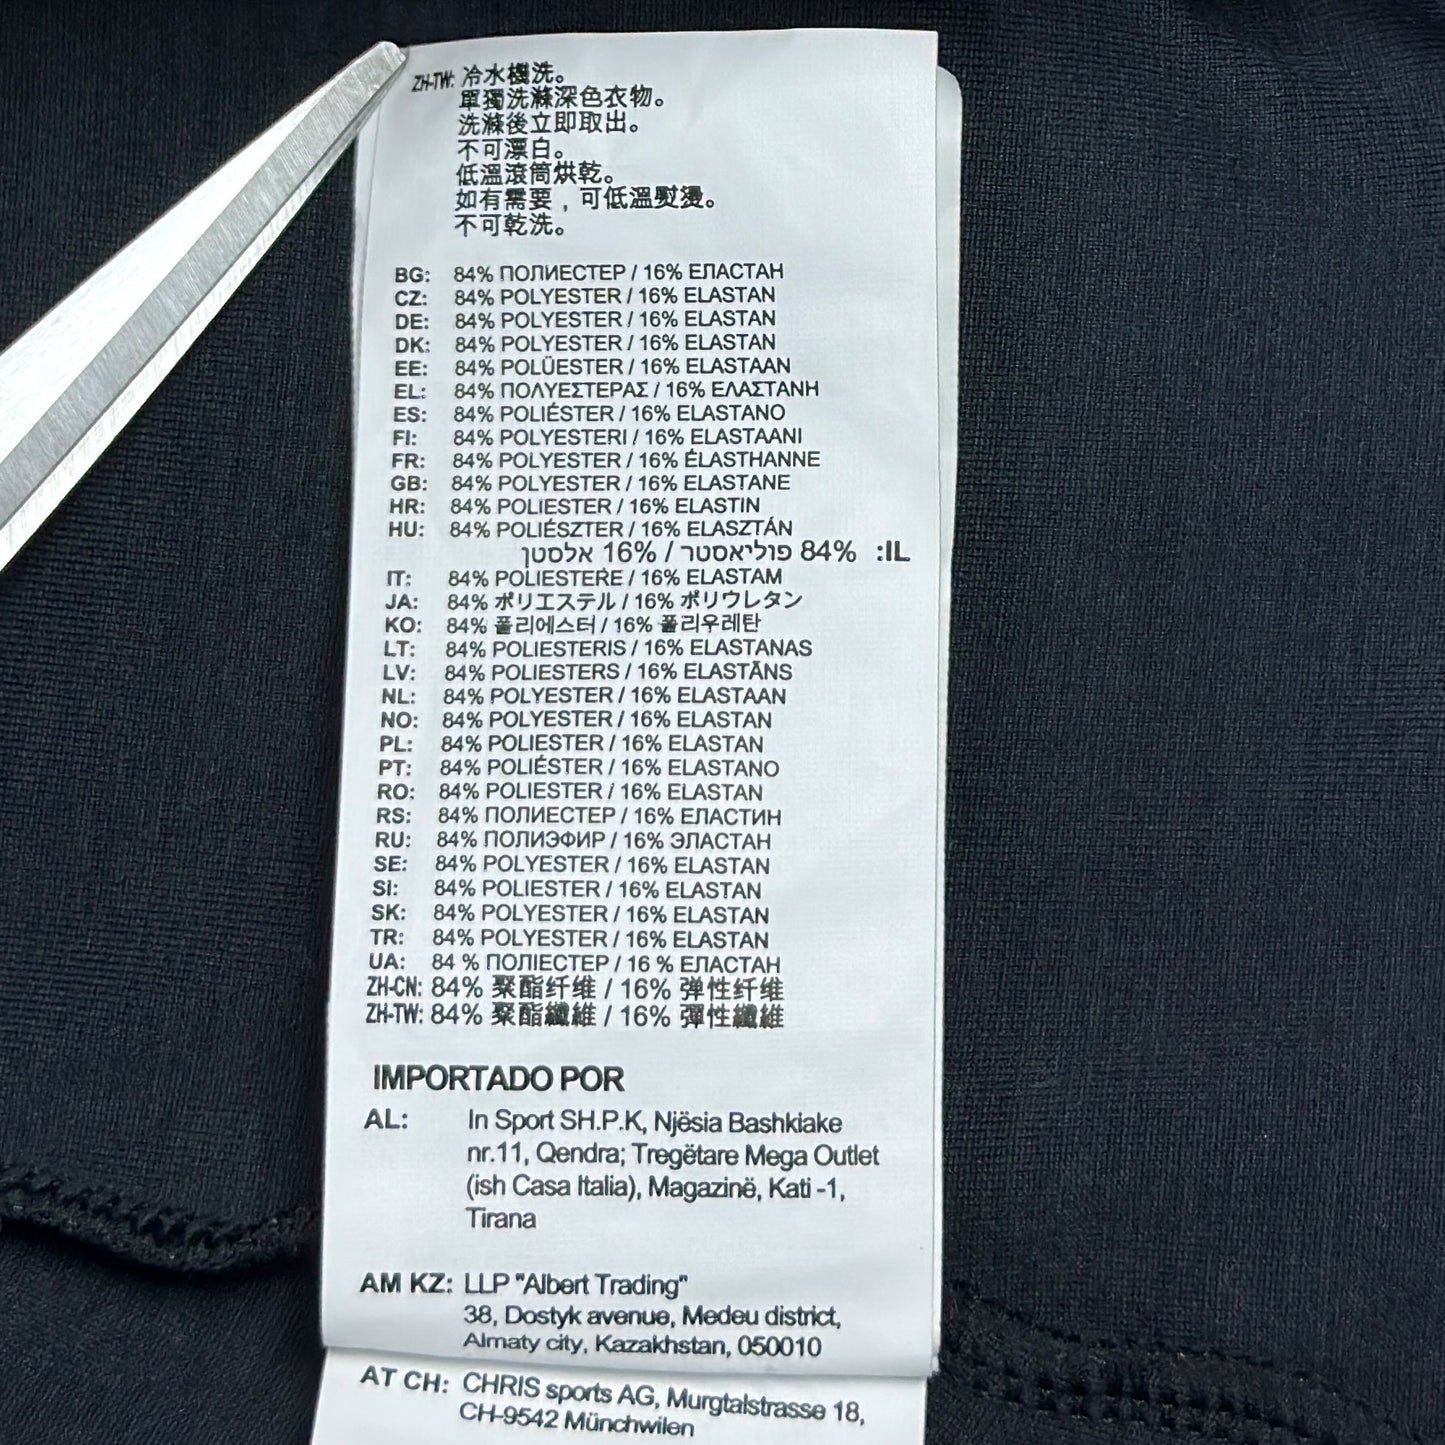 ZH-TW: 冷水機洗。
單獨洗滌深色衣物。
洗滌後立即取出。
不可漂白。
低溫滾筒烘乾。
如有需要，可低溫熨燙。
不可乾洗。
BG: 84% ПОЛИЕСТЕР / 16% ЕЛАСТАН
CZ: 84% POLYESTER / 16% ELASTAN
DE: 84% POLYESTER / 16% ELASTAN
DK: 84% POLYESTER / 16% ELASTAN
EE: 84% POLÜESTER / 16% ELASTAAN
EL: 84% ΠΟΛΥΕΣΤΕΡΑΣ / 16% ΕΛΑΣΤΑΝΗ
ES: 84% POLIÉSTER / 16% ELASTANO
FI: 84% POLYESTERI / 16% ELASTAANI
FR: 84% POLYESTER / 16% ÉLASTHANNE
GB: 84% POLYESTER / 16% ELASTANE
HR: 84% POLIESTER / 16% ELASTIN
HU: 84% POLIÉSZTER / 16% ELASZTÁN
IL: 84% פוליאסטר / 16% אלסטן
IT: 84% POLIESTERE / 16% ELASTAM
JA: 84% ポリエステル / 16% ポリウレタン
KO: 84% 폴리에스터 / 16% 폴리우레탄
LT: 84% POLIESTERIS / 16% ELASTANAS
LV: 84% POLIESTERS / 16% ELASTĀNS
NL: 84% POLYESTER / 16% ELASTAAN
NO: 84% POLYESTER / 16% ELASTAN
PL: 84% POLIESTER / 16% ELASTAN
PT: 84% POLIÉSTER / 16% ELASTANO
RO: 84% POLIESTER / 16% ELASTAN
RS: 84% ПОЛИЕСТЕР / 16% ЕЛАСТИН
RU: 84% ПОЛИЭФИР / 16% ЭЛАСТАН
SE: 84% POLYESTER / 16% ELASTAN
SI: 84% POLIESTER / 16% ELASTAN
SK: 84% POLYESTER / 16% ELASTAN
TR: 84% POLYESTER / 16% ELASTAN
UA: 84 % ПОЛІЕСТЕР / 16 % ЕЛАСТАН
ZH-CN: 84% 聚酯纤维 / 16% 弹性纤维
ZH-TW: 84% 聚酯纖維 / 16% 彈性纖維
IMPORTADO POR
AL: In Sport SH.P.K, Njësia Bashkiake
nr.11, Qendra; Tregëtare Mega Outlet
(ish Casa Italia), Magazinë, Kati -1,
Tirana
AM KZ: LLP "Albert Trading"
38, Dostyk avenue, Medeu district,
Almaty city, Kazakhstan, 050010
AT CH: CHRIS sports AG, Murgtalstrasse 18,
CH-9542 Münchwilen